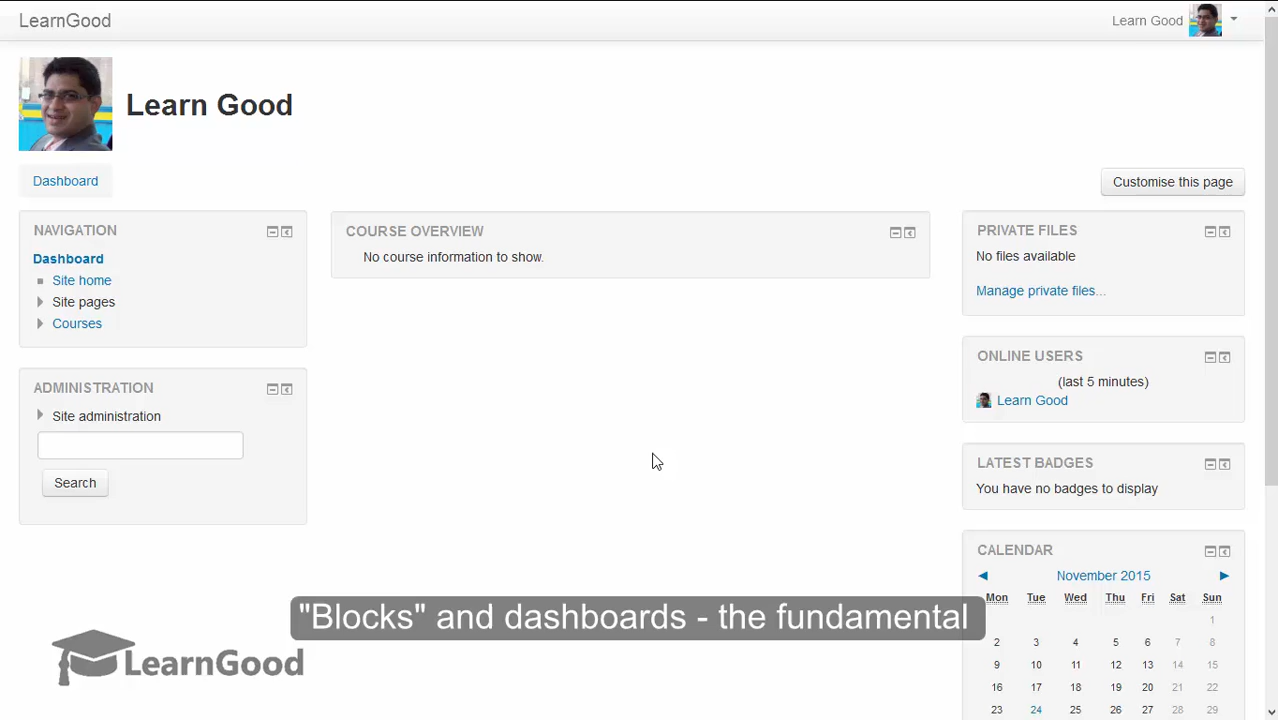 LearnGood
Learn Good
Learn Good
Dashboard
Customise this page
NAVIGATION
Dashboard
Site home
Site pages
Courses
ADMINISTRATION
Site administration
Search
COURSE OVERVIEW
No course information to show.
PRIVATE FILES
No files available
Manage private files...
ONLINE USERS
(last 5 minutes)
Learn Good
LATEST BADGES
You have no badges to display
CALENDAR
November 2015
Mon Tue Wed Thu Fri Sat Sun
1
2 3 4 5 6 7 8
9 10 11 12 13 14 15
16 17 18 19 20 21 22
23 24 25 26 27 28 29
"Blocks" and dashboards - the fundamental
LearnGood